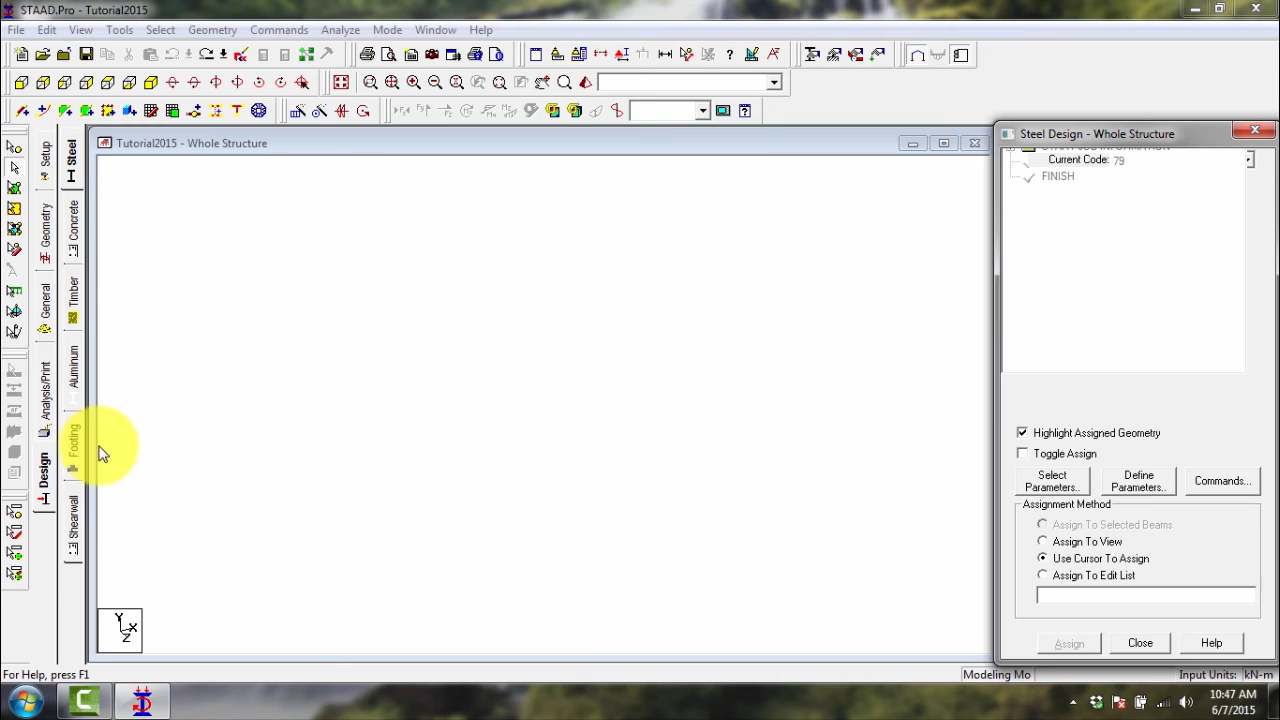 STAAD.Pro - Tutorial2015
File Edit View Tools Select Geometry Commands Analyze Mode Window Help
Setup
Geometry
General
Analysis/Print
Design
Steel
Concrete
Timber
Aluminum
Footing
Shearwall
Tutorial2015 - Whole Structure
Y
X
Z
Steel Design - Whole Structure
START JOB INFORMATION
Current Code: 79
FINISH
Highlight Assigned Geometry
Toggle Assign
Select Parameters..
Define Parameters..
Commands...
Assignment Method
Assign To Selected Beams
Assign To View
Use Cursor To Assign
Assign To Edit List
Assign Close Help
For Help, press F1
Modeling Mo
Input Units: kN-m
10:47 AM
6/7/2015